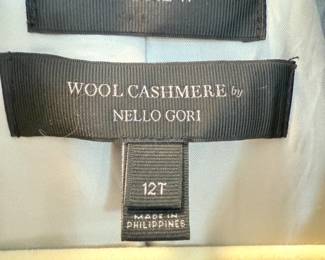 WOOL CASHMERE by
NELLO GORI
12T
MADE IN
PHILIPPINES